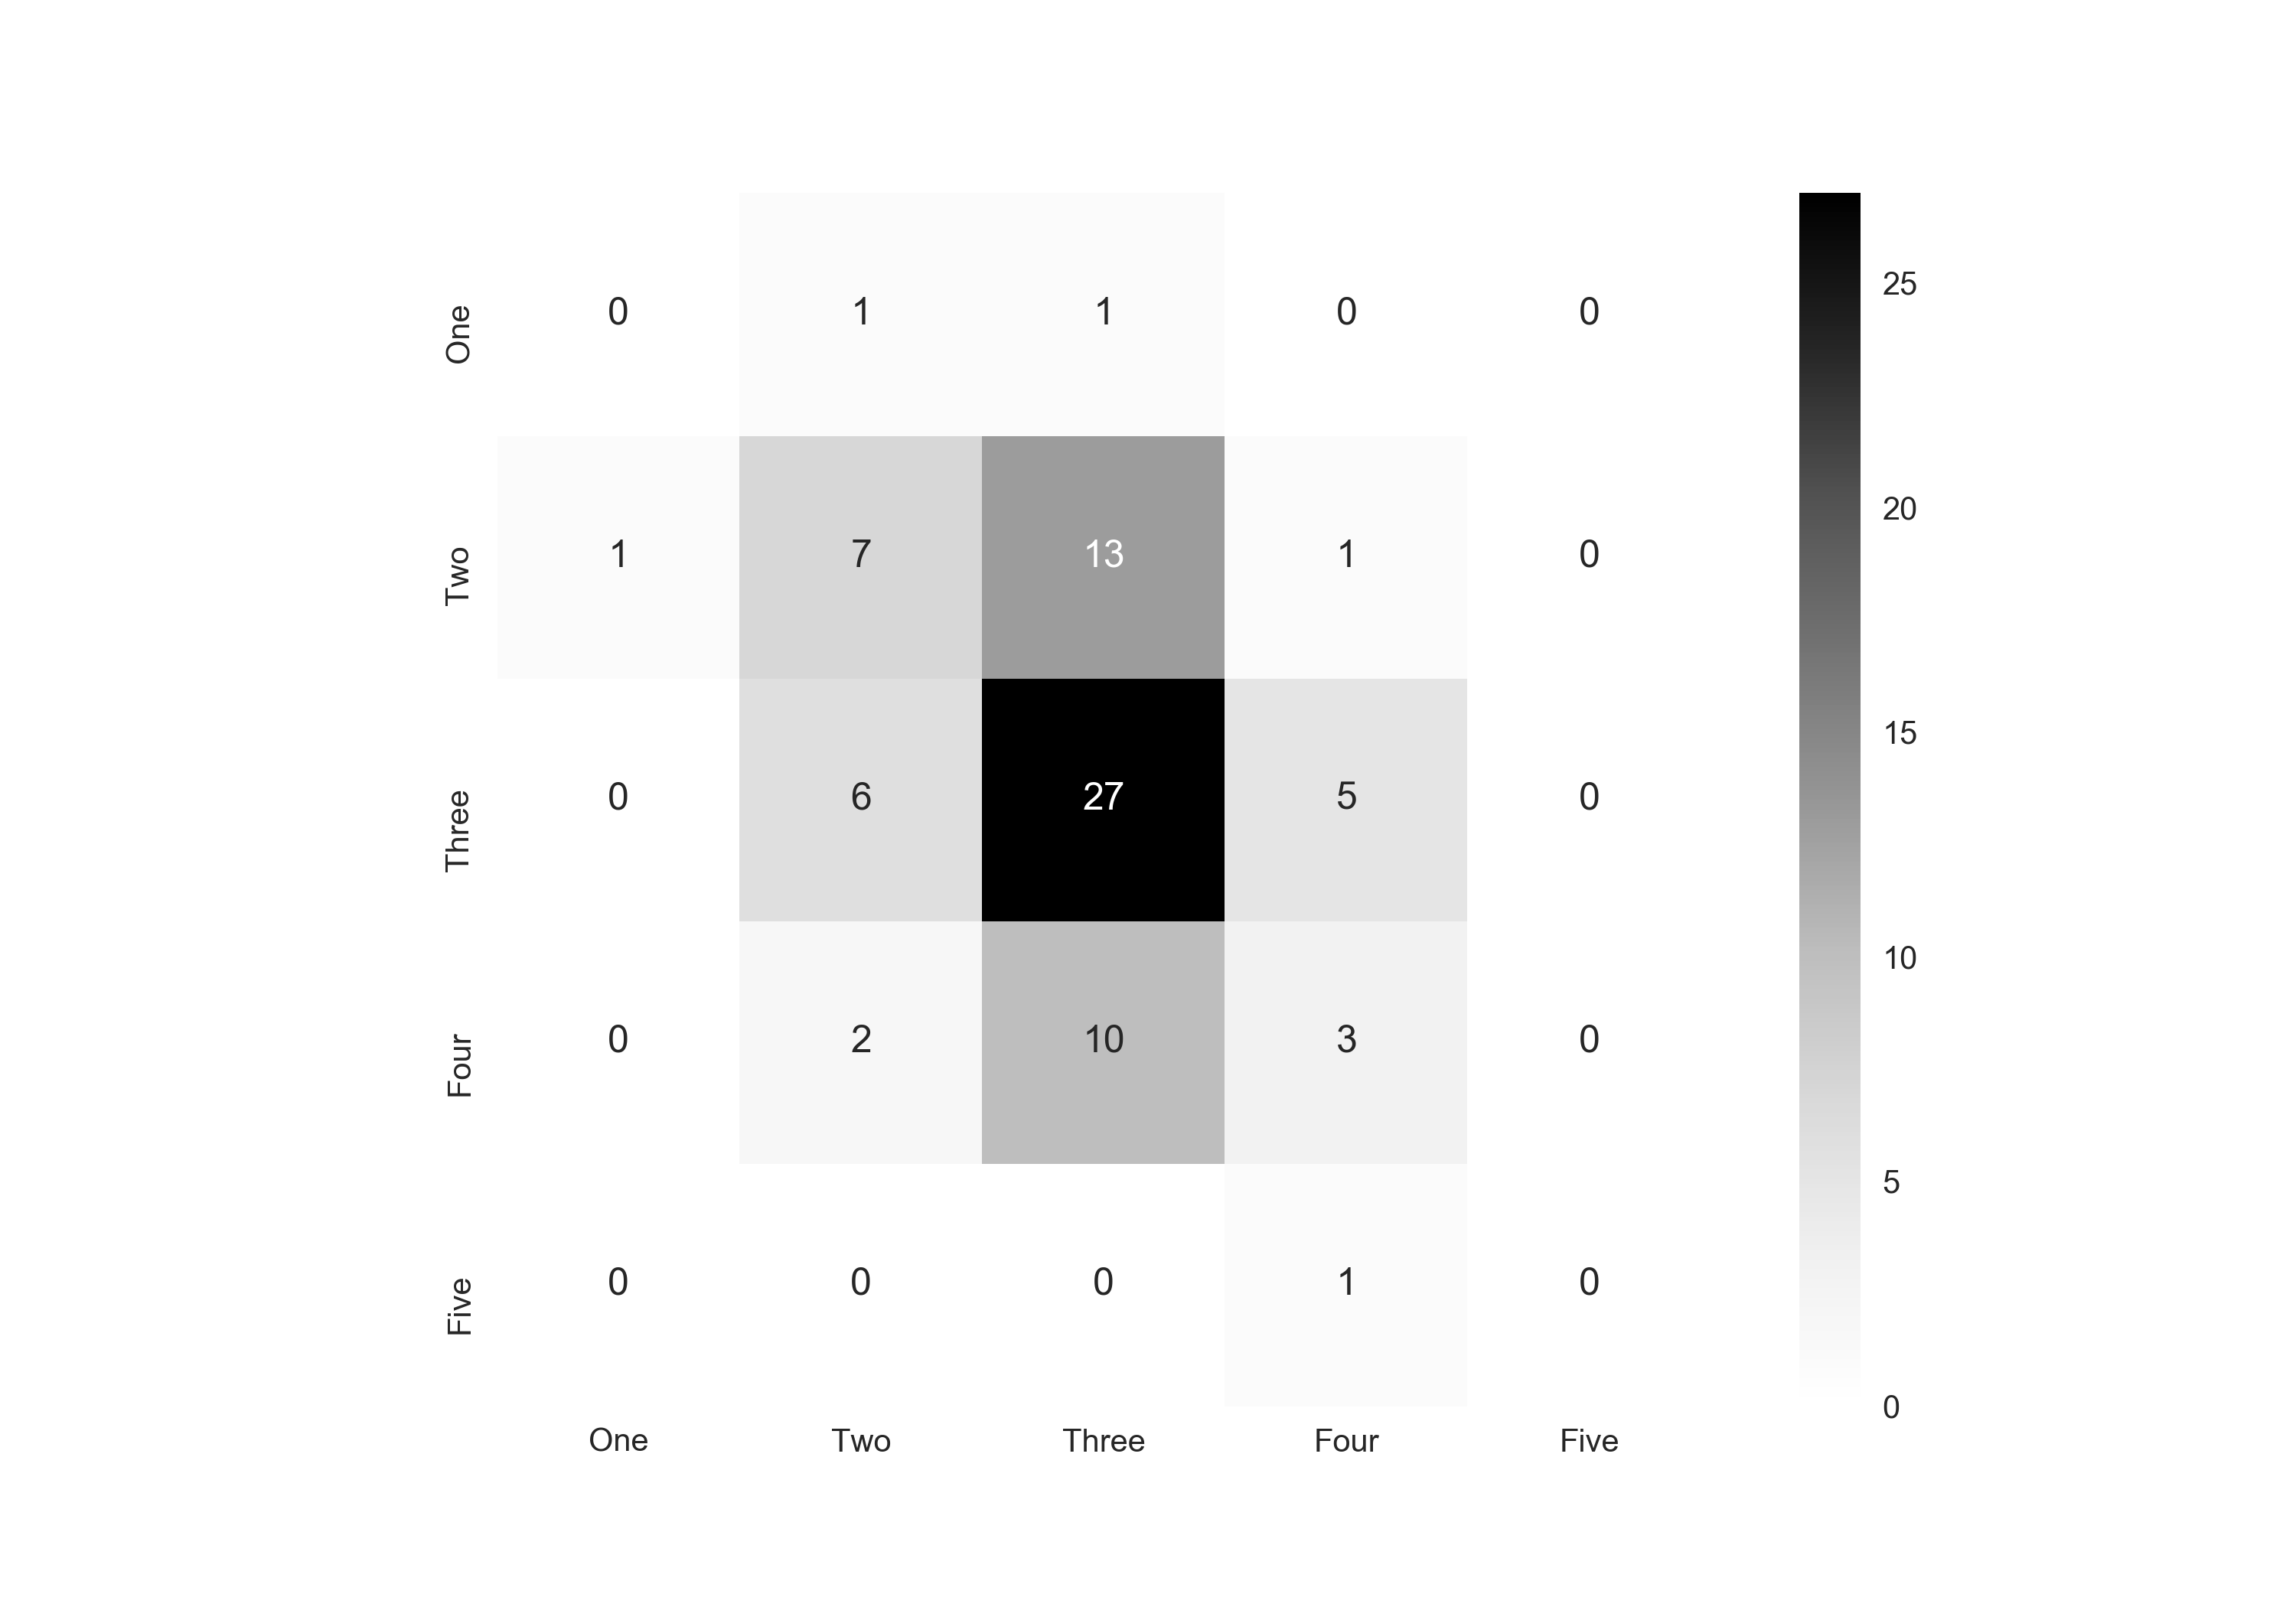 One 0 1 1 0 0
Two 1 7 13 1 0
Three 0 6 27 5 0
Four 0 2 10 3 0
Five 0 0 0 1 0
One Two Three Four Five
25
20
15
10
5
0